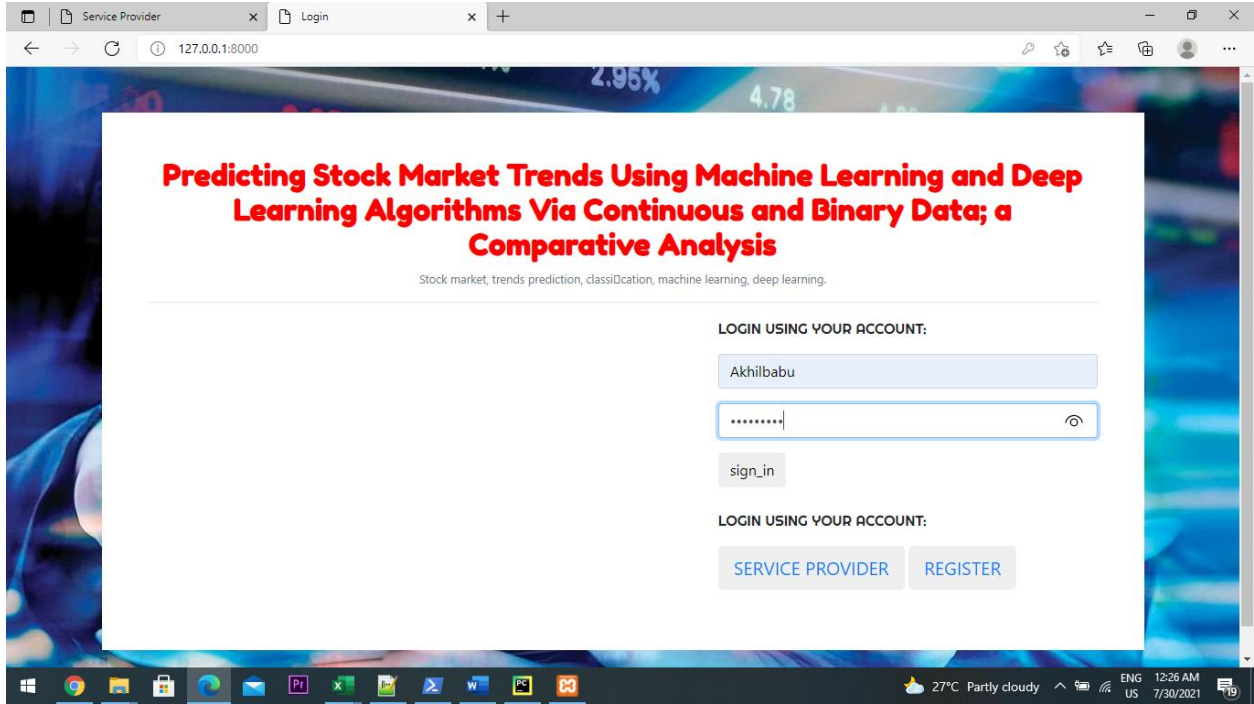 Service Provider
Login
127.0.0.1:8000
2.95%
4.78
Predicting Stock Market Trends Using Machine Learning and Deep
Learning Algorithms Via Continuous and Binary Data; a
Comparative Analysis
Stock market, trends prediction, classi▯cation, machine learning, deep learning.
LOGIN USING YOUR ACCOUNT:
Akhilbabu
•••••••••
sign_in
LOGIN USING YOUR ACCOUNT:
SERVICE PROVIDER REGISTER
Pr
PC
27°C Partly cloudy
ENG
US
12:26 AM
7/30/2021
19